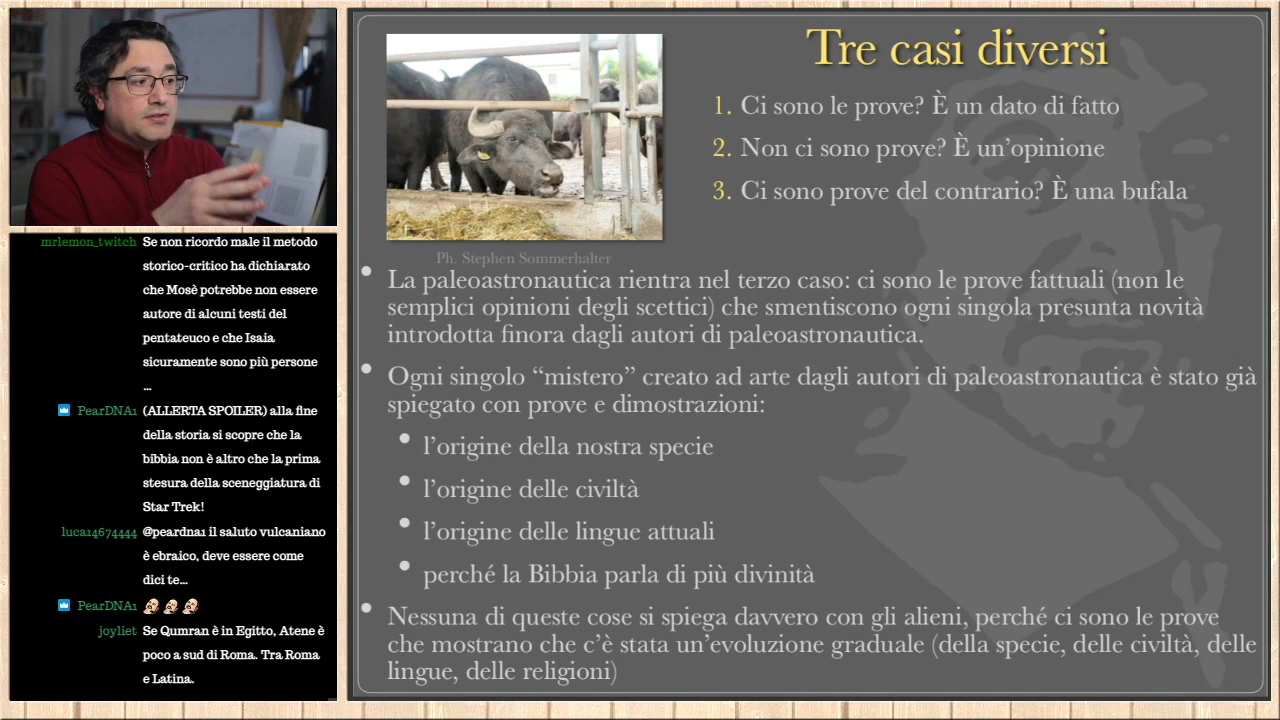 mrlemon_twitch Se non ricordo male il metodo
storico-critico ha dichiarato
che Mosè potrebbe non essere
autore di alcuni testi del
pentateuco e che Isaia
sicuramente sono più persone
...
PearDNA1 (ALLERTA SPOILER) alla fine
della storia si scopre che la
bibbia non è altro che la prima
stesura della sceneggiatura di
Star Trek!
luca14674444 @peardna1 il saluto vulcaniano
è ebraico, deve essere come
dici te...
PearDNA1
joyliet Se Qumran è in Egitto, Atene è
poco a sud di Roma. Tra Roma
e Latina.
Tre casi diversi
1. Ci sono le prove? È un dato di fatto
2. Non ci sono prove? È un’opinione
3. Ci sono prove del contrario? È una bufala
Ph. Stephen Sommerhalter
• La paleoastronautica rientra nel terzo caso: ci sono le prove fattuali (non le
semplici opinioni degli scettici) che smentiscono ogni singola presunta novità
introdotta finora dagli autori di paleoastronautica.
• Ogni singolo “mistero” creato ad arte dagli autori di paleoastronautica è stato già
spiegato con prove e dimostrazioni:
• l’origine della nostra specie
• l’origine delle civiltà
• l’origine delle lingue attuali
• perché la Bibbia parla di più divinità
• Nessuna di queste cose si spiega davvero con gli alieni, perché ci sono le prove
che mostrano che c’è stata un’evoluzione graduale (della specie, delle civiltà, delle
lingue, delle religioni)